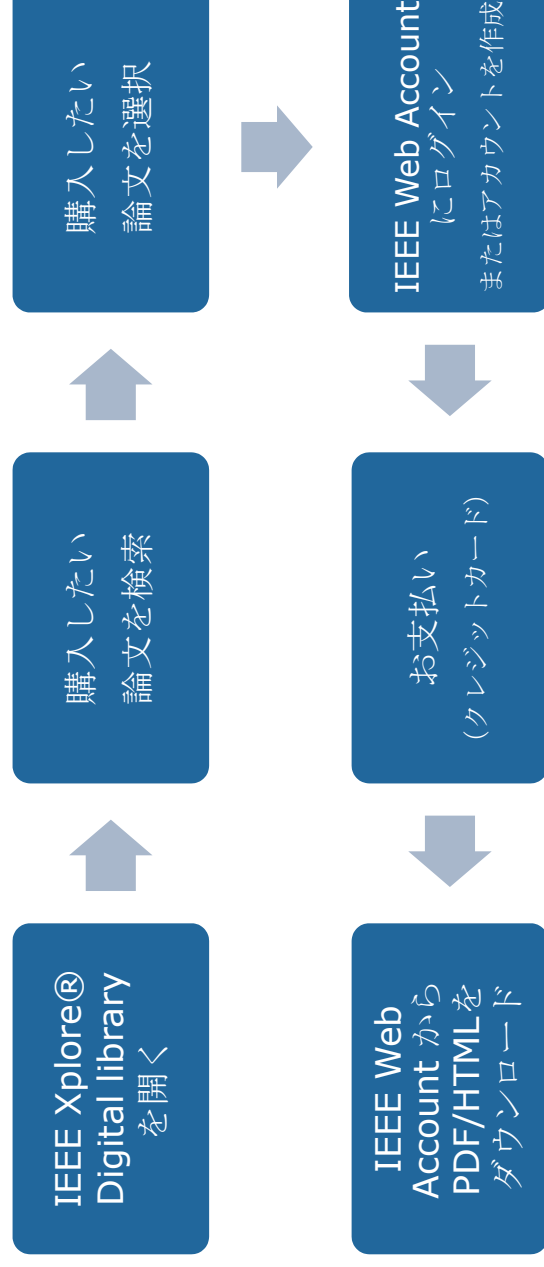 IEEE Xplore®
Digital library
を開く
購入したい
論文を検索
購入したい
論文を選択
IEEE Web Account
にログイン
またはアカウントを作成
お支払い
(クレジットカード)
IEEE Web
Account から
PDF/HTMLを
ダウンロード